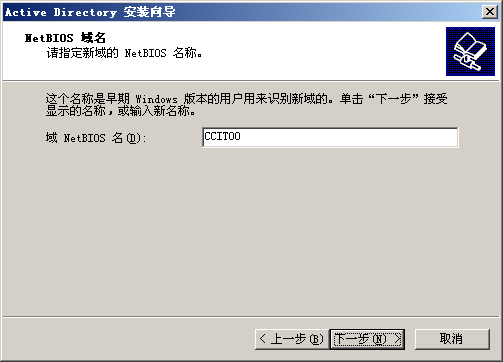 Active Directory 安装向导
NetBIOS 域名
请指定新域的 NetBIOS 名称。
这个名称是早期 Windows 版本的用户用来识别新域的。单击“下一步”接受
显示的名称，或输入新名称。
域 NetBIOS 名(D): CCIT00
< 上一步(B) 下一步(N) > 取消